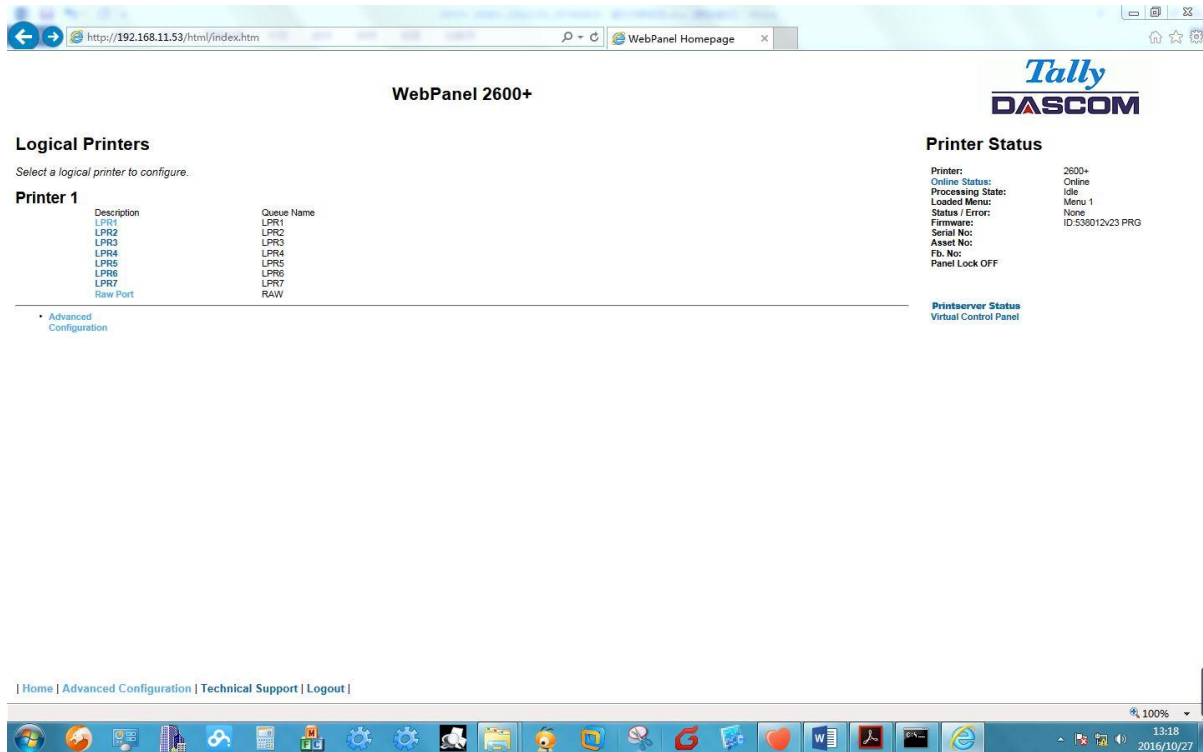 http://192.168.11.53/html/index.htm
WebPanel Homepage
WebPanel 2600+
Tally
DASCOM
Logical Printers
Select a logical printer to configure.
Printer 1
Description Queue Name
LPR1 LPR1
LPR2 LPR2
LPR3 LPR3
LPR4 LPR4
LPR5 LPR5
LPR6 LPR6
LPR7 LPR7
Raw Port RAW
• Advanced
Configuration
Printer Status
Printer: 2600+
Online Status: Online
Processing State: Idle
Loaded Menu: Menu 1
Status / Error: None
Firmware: ID:538012v23 PRG
Serial No:
Asset No:
Fb. No:
Panel Lock OFF
Printserver Status
Virtual Control Panel
| Home | Advanced Configuration | Technical Support | Logout |
100%
13:18
2016/10/27